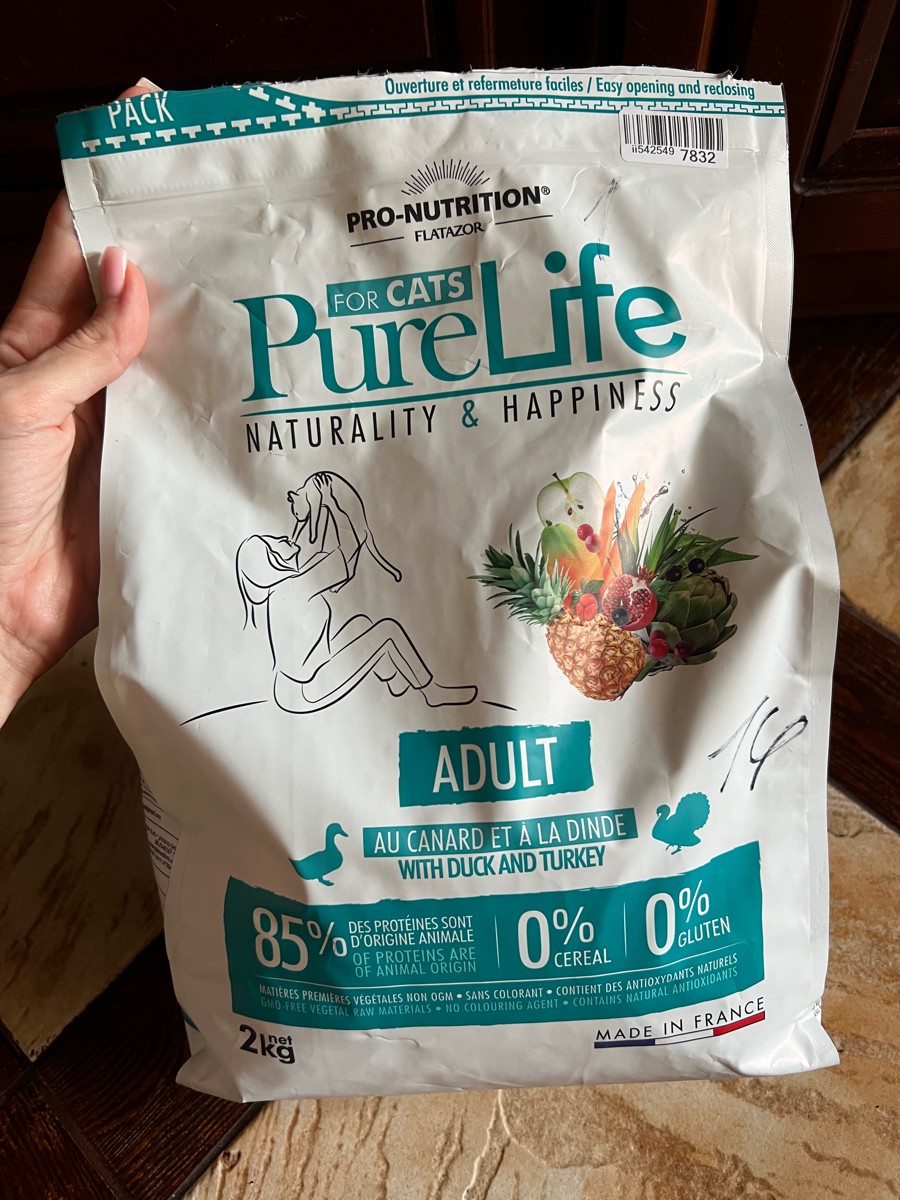 PACK
Ouverture et refermeture faciles / Easy opening and reclosing
ii542549 7832
PRO-NUTRITION®
FLATAZOR
FOR CATS
PureLife
NATURALITY & HAPPINESS
14
ADULT
AU CANARD ET À LA DINDE
WITH DUCK AND TURKEY
85% DES PROTÉINES SONT
D'ORIGINE ANIMALE
OF PROTEINS ARE
OF ANIMAL ORIGIN
0%
CEREAL
0%
GLUTEN
MATIÈRES PREMIÈRES VÉGÉTALES NON OGM • SANS COLORANT • CONTIENT DES ANTIOXYDANTS NATURELS
GMO-FREE VEGETAL RAW MATERIALS • NO COLOURING AGENT • CONTAINS NATURAL ANTIOXIDANTS
2kg net
MADE IN FRANCE